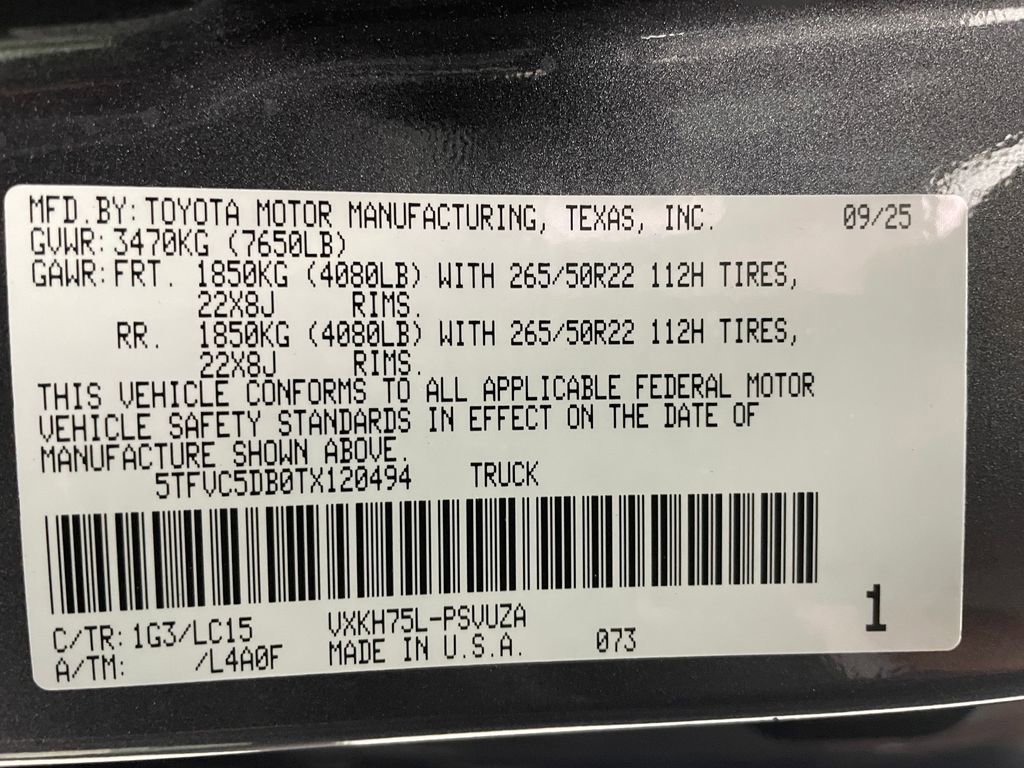 MFD.BY: TOYOTA MOTOR MANUFACTURING, TEXAS, INC. 09/25
GVWR: 3470KG (7650LB)
GAWR: FRT. 1850KG (4080LB) WITH 265/50R22 112H TIRES,
22X8J RIMS.
RR. 1850KG (4080LB) WITH 265/50R22 112H TIRES,
22X8J RIMS.
THIS VEHICLE CONFORMS TO ALL APPLICABLE FEDERAL MOTOR
VEHICLE SAFETY STANDARDS IN EFFECT ON THE DATE OF
MANUFACTURE SHOWN ABOVE.
5TFVC5DB0TX120494 TRUCK
C/TR: 1G3/LC15 VXKH75L-PSVUZA
A/TM: /L4A0F MADE IN U.S.A. 073
1